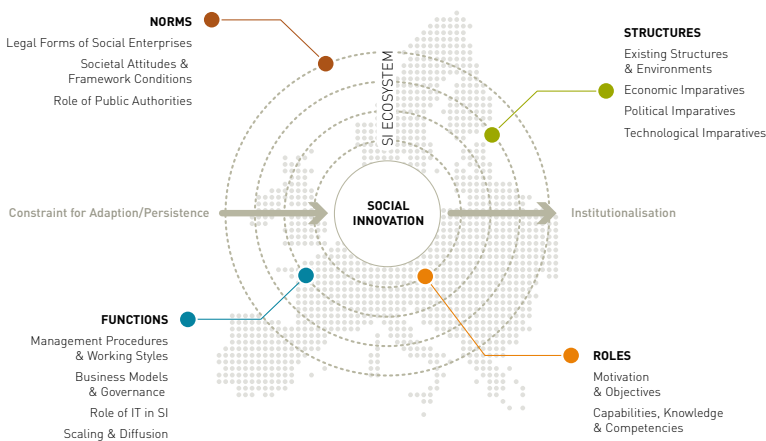 NORMS
Legal Forms of Social Enterprises
Societal Attitudes &
Framework Conditions
Role of Public Authorities
SI ECOSYSTEM
STRUCTURES
Existing Structures
& Environments
Economic Imparatives
Political Imparatives
Technological Imparatives
Constraint for Adaption/Persistence
SOCIAL
INNOVATION
Institutionalisation
FUNCTIONS
Management Procedures
& Working Styles
Business Models
& Governance
Role of IT in SI
Scaling & Diffusion
ROLES
Motivation
& Objectives
Capabilities, Knowledge
& Competencies